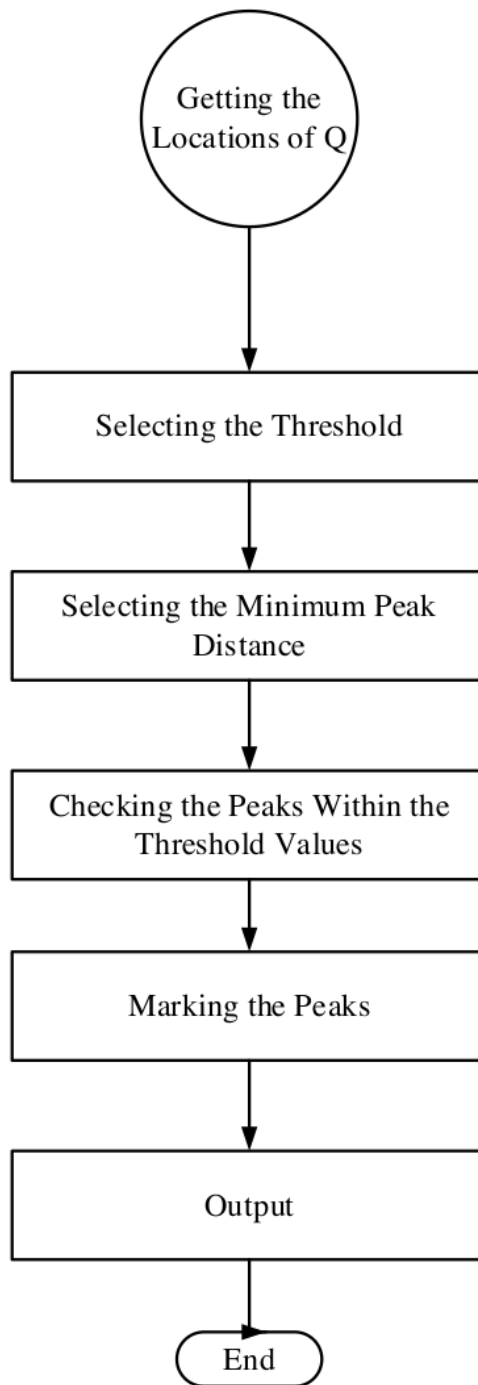 Getting the
Locations of Q
Selecting the Threshold
Selecting the Minimum Peak
Distance
Checking the Peaks Within the
Threshold Values
Marking the Peaks
Output
End